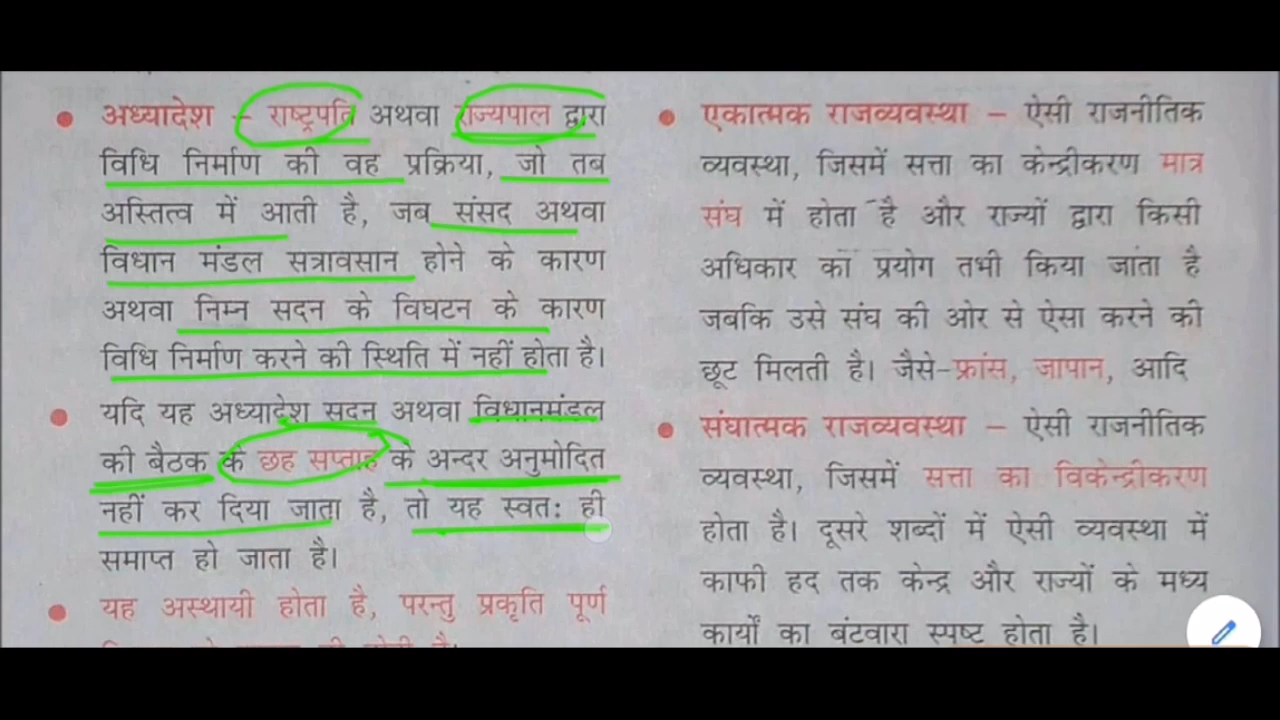 • अध्यादेश – राष्ट्रपति अथवा राज्यपाल द्वारा
विधि निर्माण की वह प्रक्रिया, जो तब
अस्तित्व में आती है, जब संसद अथवा
विधान मंडल सत्रावसान होने के कारण
अथवा निम्न सदन के विघटन के कारण
विधि निर्माण करने की स्थिति में नहीं होता है।
• यदि यह अध्यादेश सदन अथवा विधानमंडल
की बैठक के छह सप्ताह के अन्दर अनुमोदित
नहीं कर दिया जाता है, तो यह स्वतः ही
समाप्त हो जाता है।
• यह अस्थायी होता है, परन्तु प्रकृति पूर्ण
• एकात्मक राजव्यवस्था – ऐसी राजनीतिक
व्यवस्था, जिसमें सत्ता का केन्द्रीकरण मात्र
संघ में होता है और राज्यों द्वारा किसी
अधिकार का प्रयोग तभी किया जाता है
जबकि उसे संघ की ओर से ऐसा करने की
छूट मिलती है। जैसे-फ्रांस, जापान, आदि
• संघात्मक राजव्यवस्था – ऐसी राजनीतिक
व्यवस्था, जिसमें सत्ता का विकेन्द्रीकरण
होता है। दूसरे शब्दों में ऐसी व्यवस्था में
काफी हद तक केन्द्र और राज्यों के मध्य
कार्यों का बंटवारा स्पष्ट होता है।